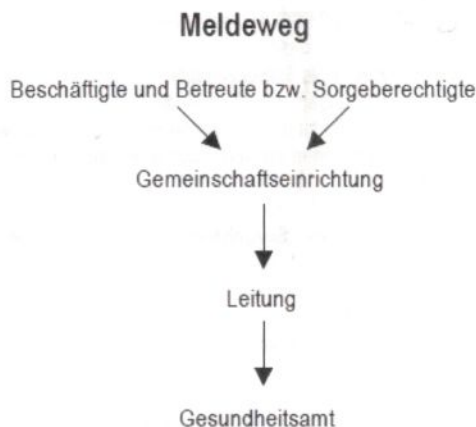 Meldeweg
Beschäftigte und Betreute bzw. Sorgeberechtigte
Gemeinschaftseinrichtung
Leitung
Gesundheitsamt